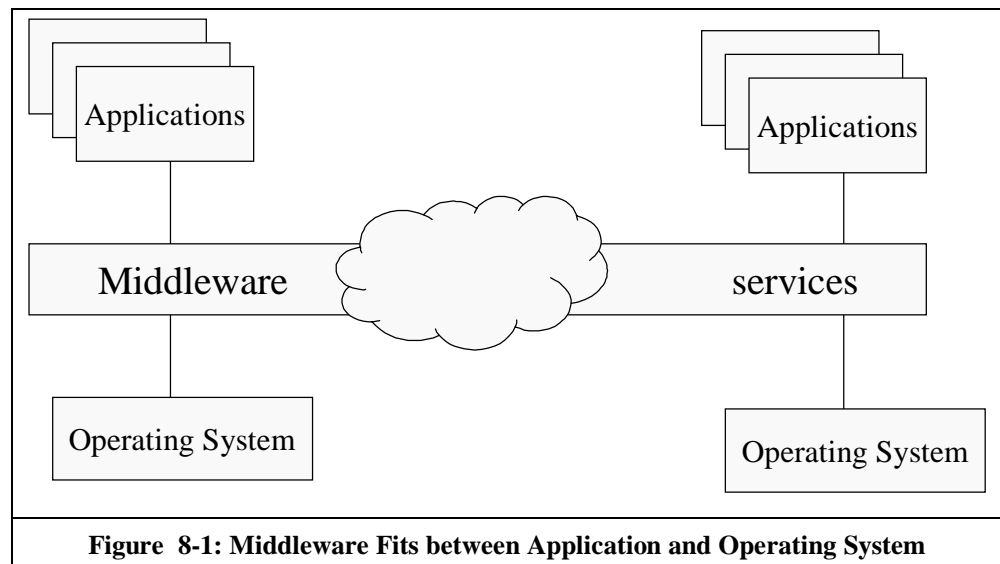 Applications
Applications
Middleware services
Operating System
Operating System
Figure 8-1: Middleware Fits between Application and Operating System